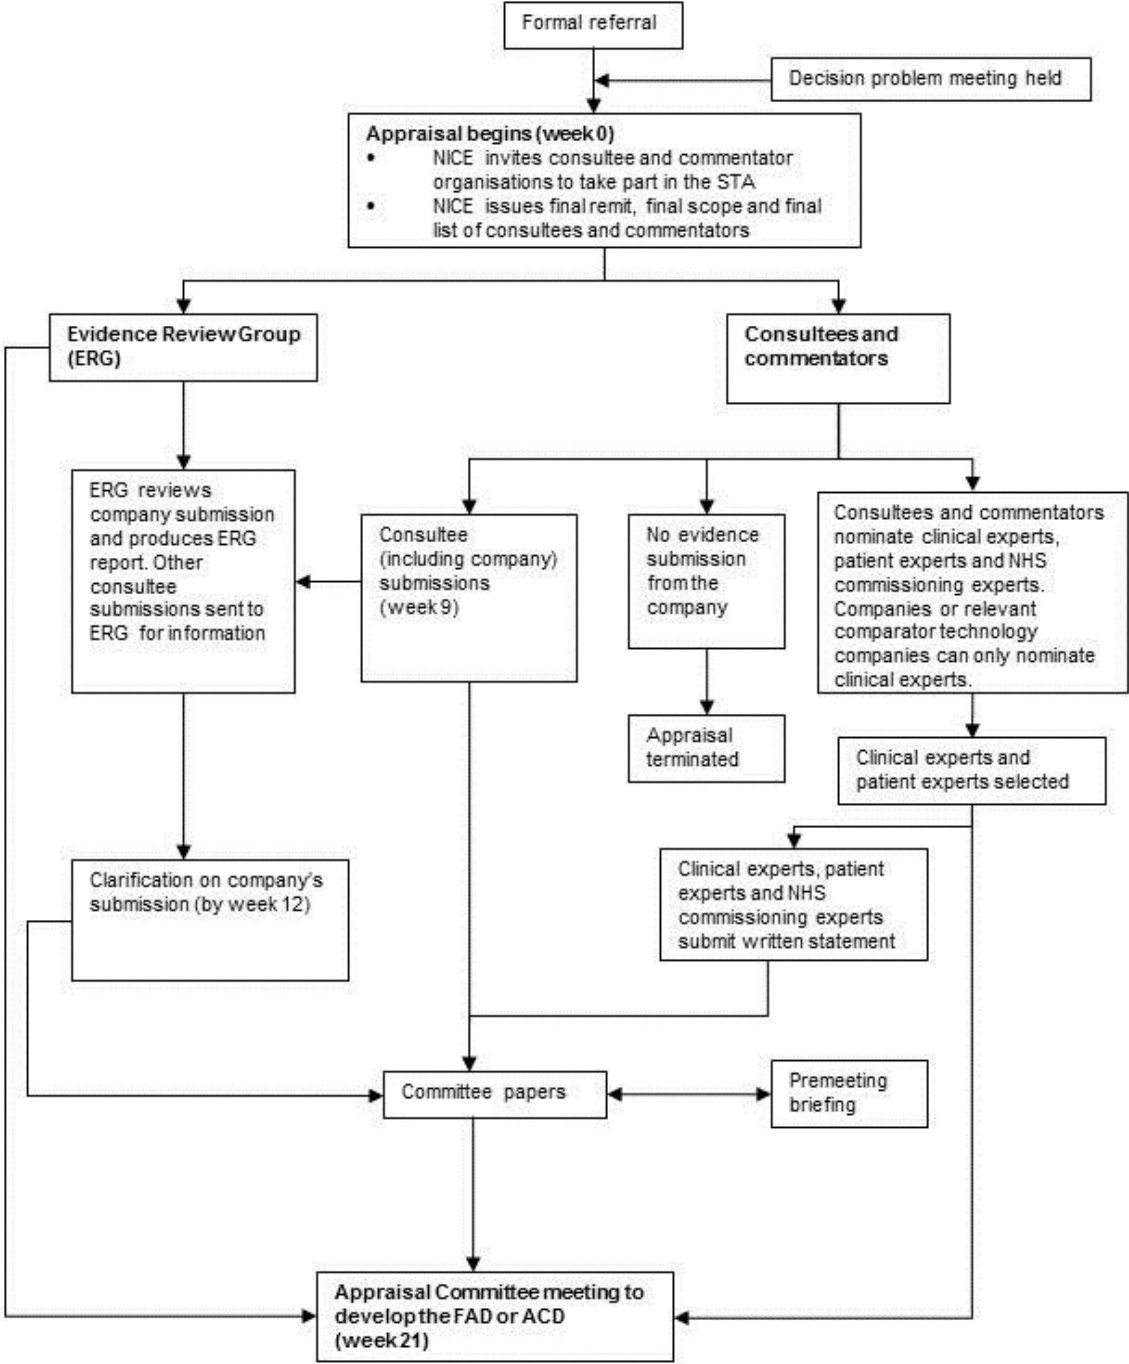 Formal referral
Decision problem meeting held
Appraisal begins (week 0)
• NICE invites consultee and commentator
organisations to take part in the STA
• NICE issues final remit, final scope and final
list of consultees and commentators
Evidence Review Group
(ERG)
Consultees and
commentators
ERG reviews
company submission
and produces ERG
report. Other
consultee
submissions sent to
ERG for information
Consultee
(including company)
submissions
(week 9)
No evidence
submission
from the
company
Consultees and commentators
nominate clinical experts,
patient experts and NHS
commissioning experts.
Companies or relevant
comparator technology
companies can only nominate
clinical experts.
Appraisal
terminated
Clinical experts and
patient experts selected
Clarification on company's
submission (by week 12)
Clinical experts, patient
experts and NHS
commissioning experts
submit written statement
Committee papers
Premeeting
briefing
Appraisal Committee meeting to
develop the FAD or ACD
(week 21)